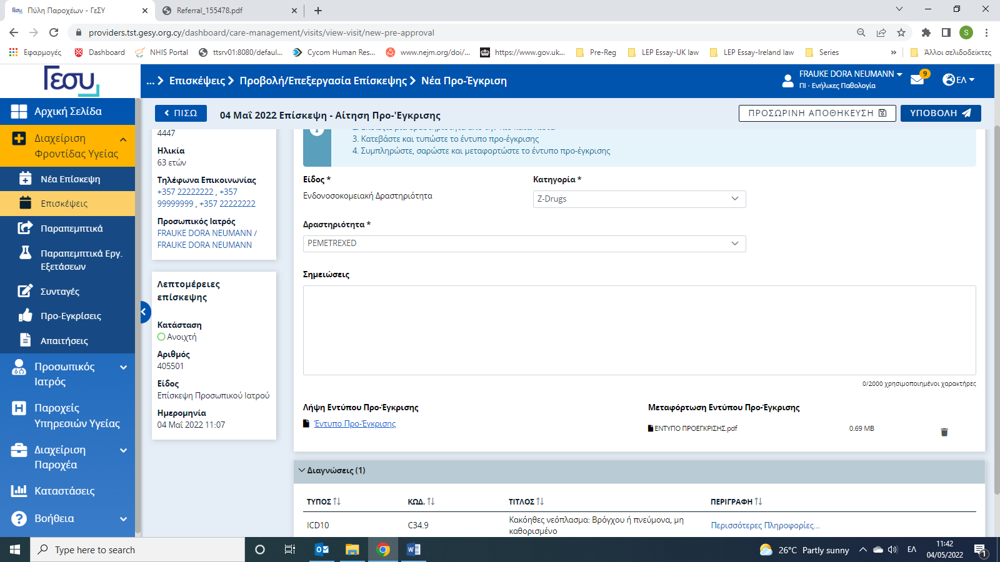 Πύλη Παροχέων - ΓεΣΥ
Referral_155478.pdf
providers.tst.gesy.org.cy/dashboard/care-management/visits/view-visit/new-pre-approval
S
Εφαρμογές
Dashboard
NHIS Portal
ttsrv01:8080/defaul...
Cycom Human Res...
www.nejm.org/doi/...
https://www.gov.uk...
Pre-Reg
LEP Essay-UK law
LEP Essay-Ireland law
Series
»
Άλλοι σελιδοδείκτες
Γεσυ
... > Επισκέψεις > Προβολή/Επεξεργασία Επίσκεψης > Νέα Προ-Έγκριση
FRAUKE DORA NEUMANN
ΠΙ - Ενήλικες Παθολογία
9
ΕΛ
Αρχική Σελίδα
Διαχείριση
Φροντίδας Υγείας
Νέα Επίσκεψη
Επισκέψεις
Παραπεμπτικά
Παραπεμπτικά Εργ.
Εξετάσεων
Συνταγές
Προ-Εγκρίσεις
Απαιτήσεις
Προσωπικός
Ιατρός
Παροχείς
Υπηρεσιών Υγείας
Διαχείριση
Παροχέα
Καταστάσεις
Βοήθεια
ΠΙΣΩ
04 Μαΐ 2022 Επίσκεψη - Αίτηση Προ-'Εγκρισης
ΠΡΟΣΩΡΙΝΗ ΑΠΟΘΗΚΕΥΣΗ
ΥΠΟΒΟΛΗ
4447
Ηλικία
63 ετών
Τηλέφωνα Επικοινωνίας
+357 22222222 , +357
99999999 , +357 22222222
Προσωπικός Ιατρός
FRAUKE DORA NEUMANN /
FRAUKE DORA NEUMANN
Λεπτομέρειες
επίσκεψης
Κατάσταση
Ανοιχτή
Αριθμός
405501
Είδος
Επίσκεψη Προσωπικού Ιατρού
Ημερομηνία
04 Μαΐ 2022 11:07
3. Κατεβάστε και τυπώστε το έντυπο προ-έγκρισης
4. Συμπληρώστε, σαρώστε και μεταφορτώστε το έντυπο προ-έγκρισης
Είδος *
Ενδονοσοκομειακή Δραστηριότητα
Κατηγορία *
Z-Drugs
Δραστηριότητα *
PEMETREXED
Σημειώσεις
0/2000 χρησιμοποιημένοι χαρακτήρες
Λήψη Εντύπου Προ-Έγκρισης
Έντυπο Προ-Έγκρισης
Μεταφόρτωση Εντύπου Προ-Έγκρισης
ΕΝΤΥΠΟ ΠΡΟΕΓΚΡΙΣΗΣ.pdf
0.69 MB
Διαγνώσεις (1)
ΤΥΠΟΣ
ΚΩΔ.
ΤΙΤΛΟΣ
ΠΕΡΙΓΡΑΦΗ
ICD10
C34.9
Κακόηθες νεόπλασμα: Βρόγχου ή πνεύμονα, μη
καθορισμένο
Περισσότερες Πληροφορίες...
Type here to search
26°C Partly sunny
ΕΛ
11:42
04/05/2022
1